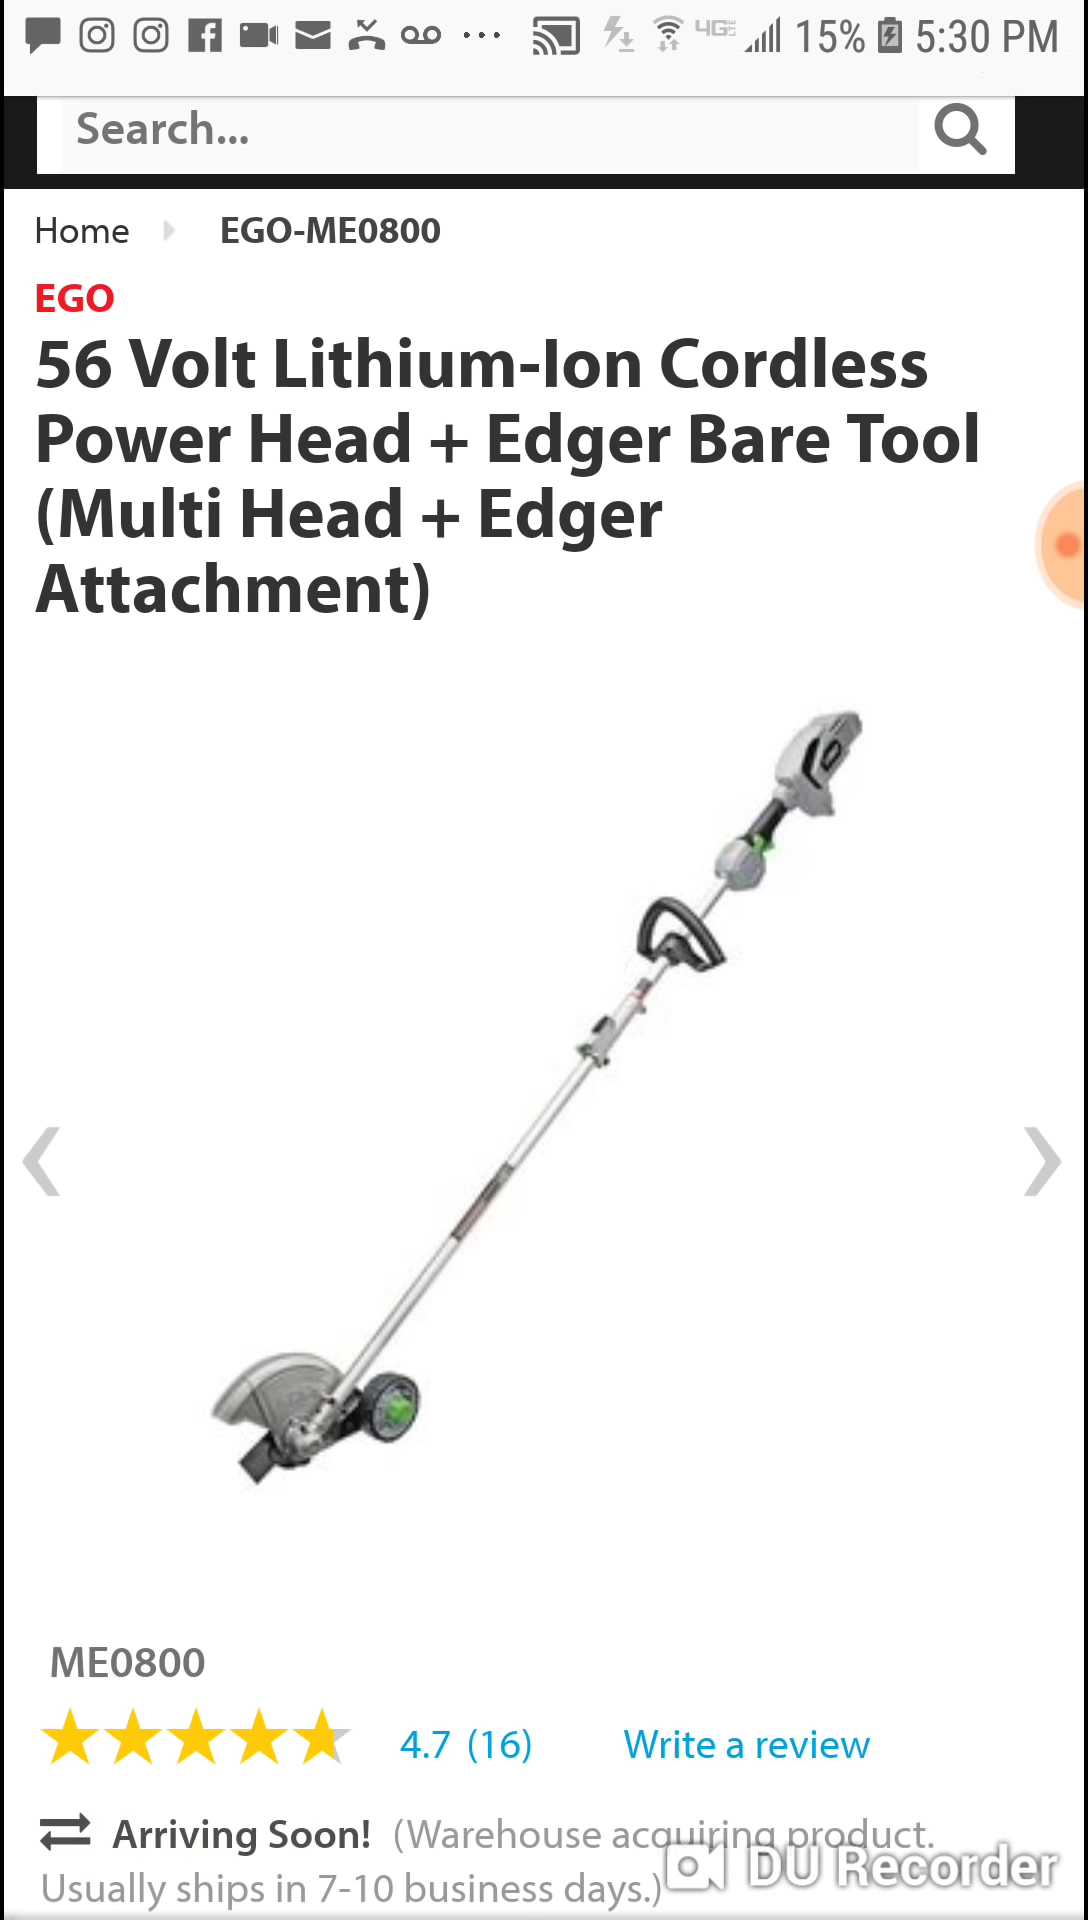 4GE 15% 5:30 PM
Search...
Home EGO-ME0800
EGO
56 Volt Lithium-Ion Cordless
Power Head + Edger Bare Tool
(Multi Head + Edger
Attachment)
ME0800
4.7 (16) Write a review
Arriving Soon! (Warehouse acquiring product.
Usually ships in 7-10 business days.)
DU Recorder